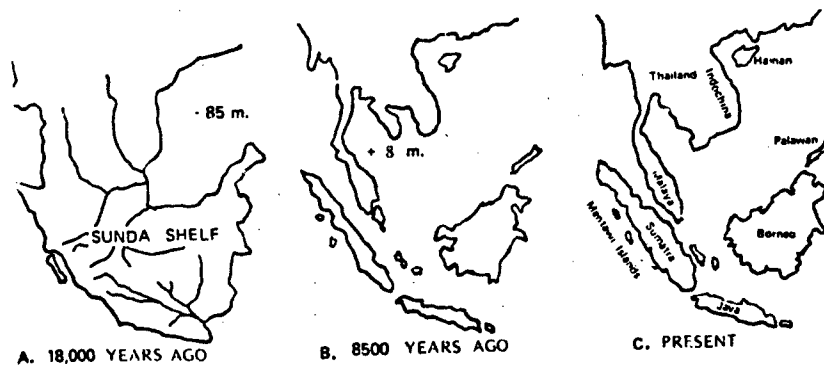 - 85 m.
SUNDA SHELF
A. 18,000 YEARS AGO
+ 8 m.
B. 8500 YEARS AGO
Hainan
Thailand
Indochina
Palawan
Malaya
Borneo
Sumatra
Mentawi Islands
Java
C. PRESENT